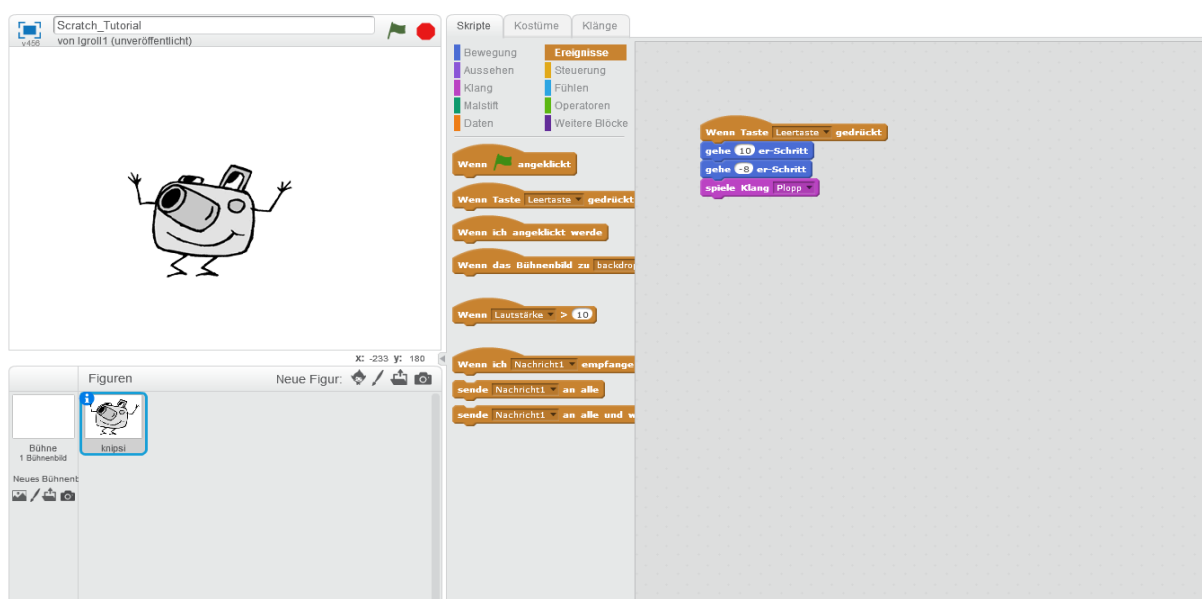 Scratch_Tutorial
v456
von lgroll1 (unveröffentlicht)
x: -233 y: 180
Figuren
Neue Figur:
Bühne
1 Bühnenbild
knipsi
Neues Bühnenb
Skripte
Kostüme
Klänge
Bewegung
Ereignisse
Aussehen
Steuerung
Klang
Fühlen
Malstift
Operatoren
Daten
Weitere Blöcke
Wenn angeklickt
Wenn Taste Leertaste gedrückt
Wenn ich angeklickt werde
Wenn das Bühnenbild zu backdrop
Wenn Lautstärke > 10
Wenn ich Nachricht1 empfange
sende Nachricht1 an alle
sende Nachricht1 an alle und w
Wenn Taste Leertaste gedrückt
gehe 10 er-Schritt
gehe -8 er-Schritt
spiele Klang Plopp